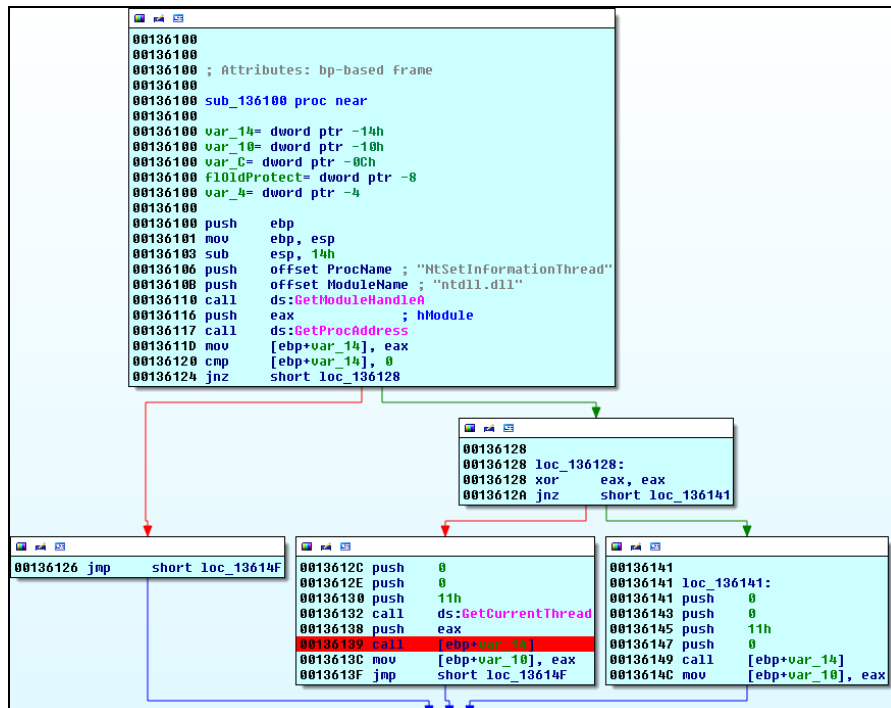 00136100
00136100
00136100 ; Attributes: bp-based frame
00136100
00136100 sub_136100 proc near
00136100
00136100 var_14= dword ptr -14h
00136100 var_10= dword ptr -10h
00136100 var_C= dword ptr -0Ch
00136100 flOldProtect= dword ptr -8
00136100 var_4= dword ptr -4
00136100
00136100 push ebp
00136101 mov ebp, esp
00136103 sub esp, 14h
00136106 push offset ProcName ; "NtSetInformationThread"
0013610B push offset ModuleName ; "ntdll.dll"
00136110 call ds:GetModuleHandleA
00136116 push eax ; hModule
00136117 call ds:GetProcAddress
0013611D mov [ebp+var_14], eax
00136120 cmp [ebp+var_14], 0
00136124 jnz short loc_136128
00136128
00136128 loc_136128:
00136128 xor eax, eax
0013612A jnz short loc_136141
00136126 jmp short loc_13614F
0013612C push 0
0013612E push 0
00136130 push 11h
00136132 call ds:GetCurrentThread
00136138 push eax
00136139 call [ebp+var_14]
0013613C mov [ebp+var_10], eax
0013613F jmp short loc_13614F
00136141
00136141 loc_136141:
00136141 push 0
00136143 push 0
00136145 push 11h
00136147 push 0
00136149 call [ebp+var_14]
0013614C mov [ebp+var_10], eax